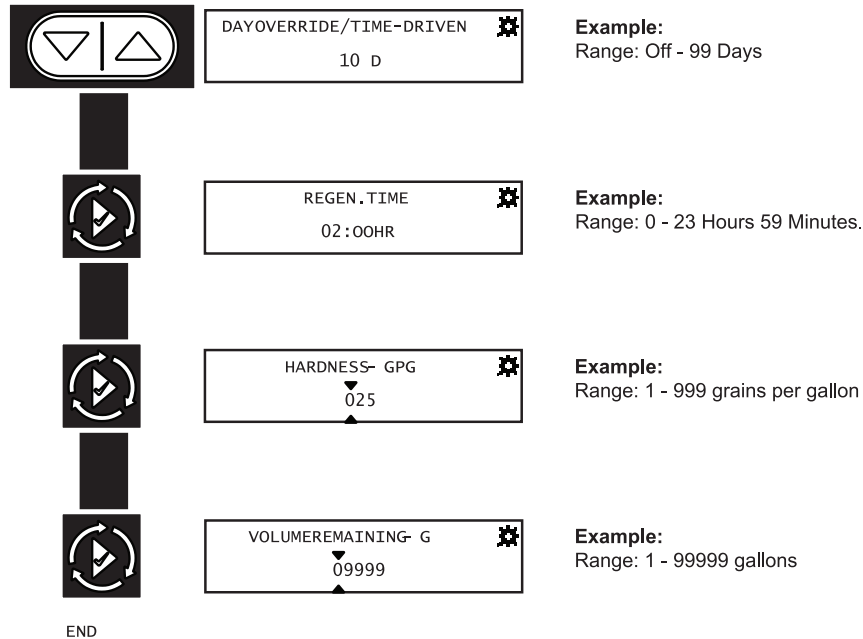 DAYOVERRIDE/TIME-DRIVEN
10 D
Example:
Range: Off - 99 Days
REGEN.TIME
02:OOHR
Example:
Range: 0 - 23 Hours 59 Minutes.
HARDNESS- GPG
025
Example:
Range: 1 - 999 grains per gallon
VOLUMEREMAINING- G
09999
Example:
Range: 1 - 99999 gallons
END